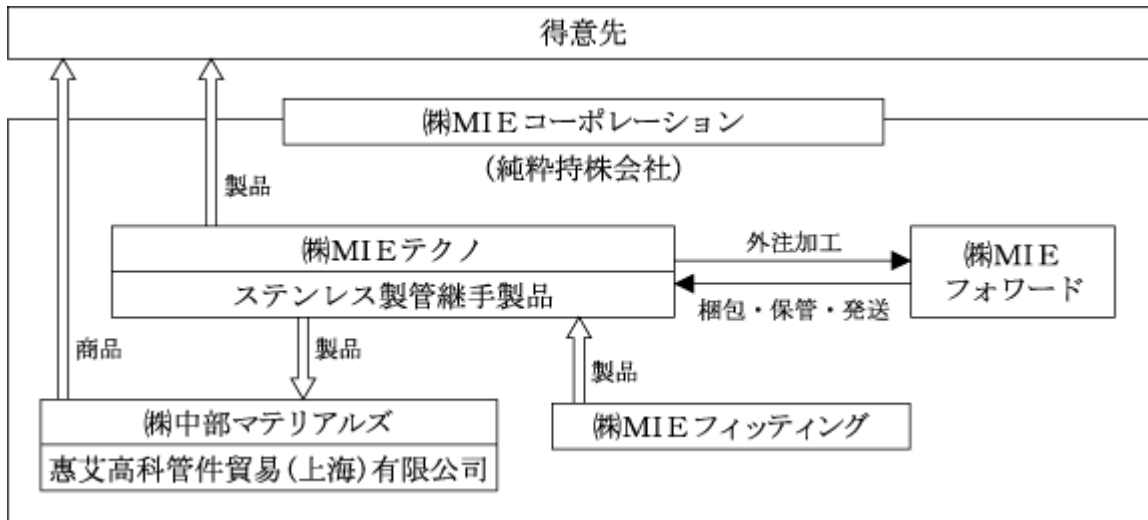 得意先
㈱MIEコーポレーション
(純粋持株会社)
製品
㈱MIEテクノ
ステンレス製管継手製品
外注加工
梱包・保管・発送
㈱MIE
フォワード
商品
製品
製品
㈱中部マテリアルズ
惠艾高科管件貿易(上海)有限公司
㈱MIEフィッティング